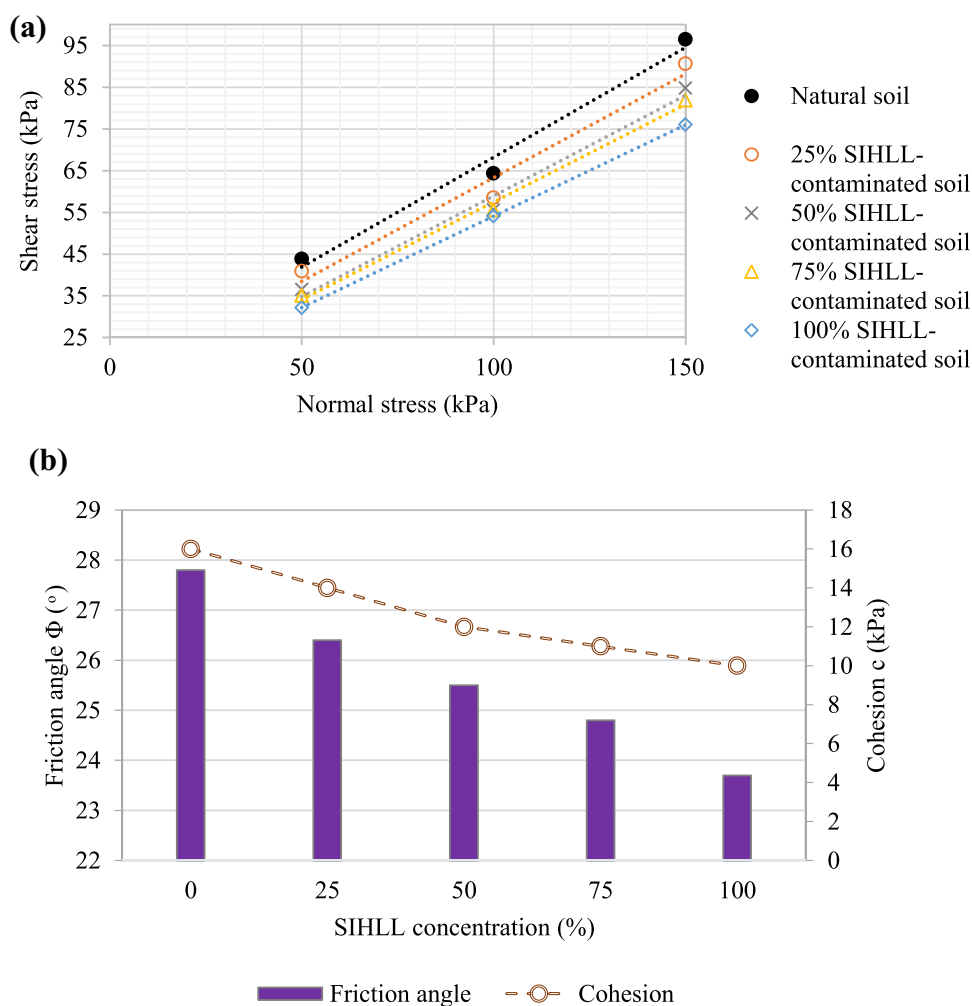 (a)
95
85
75
65
55
45
35
25
Shear stress (kPa)
0
50
100
150
Normal stress (kPa)
Natural soil
25% SIHLL-
contaminated soil
50% SIHLL-
contaminated soil
75% SIHLL-
contaminated soil
100% SIHLL-
contaminated soil
(b)
29
28
27
26
25
24
23
22
Friction angle Φ (°)
18
16
14
12
10
8
6
4
2
0
Cohesion c (kPa)
0
25
50
75
100
SIHLL concentration (%)
Friction angle
Cohesion